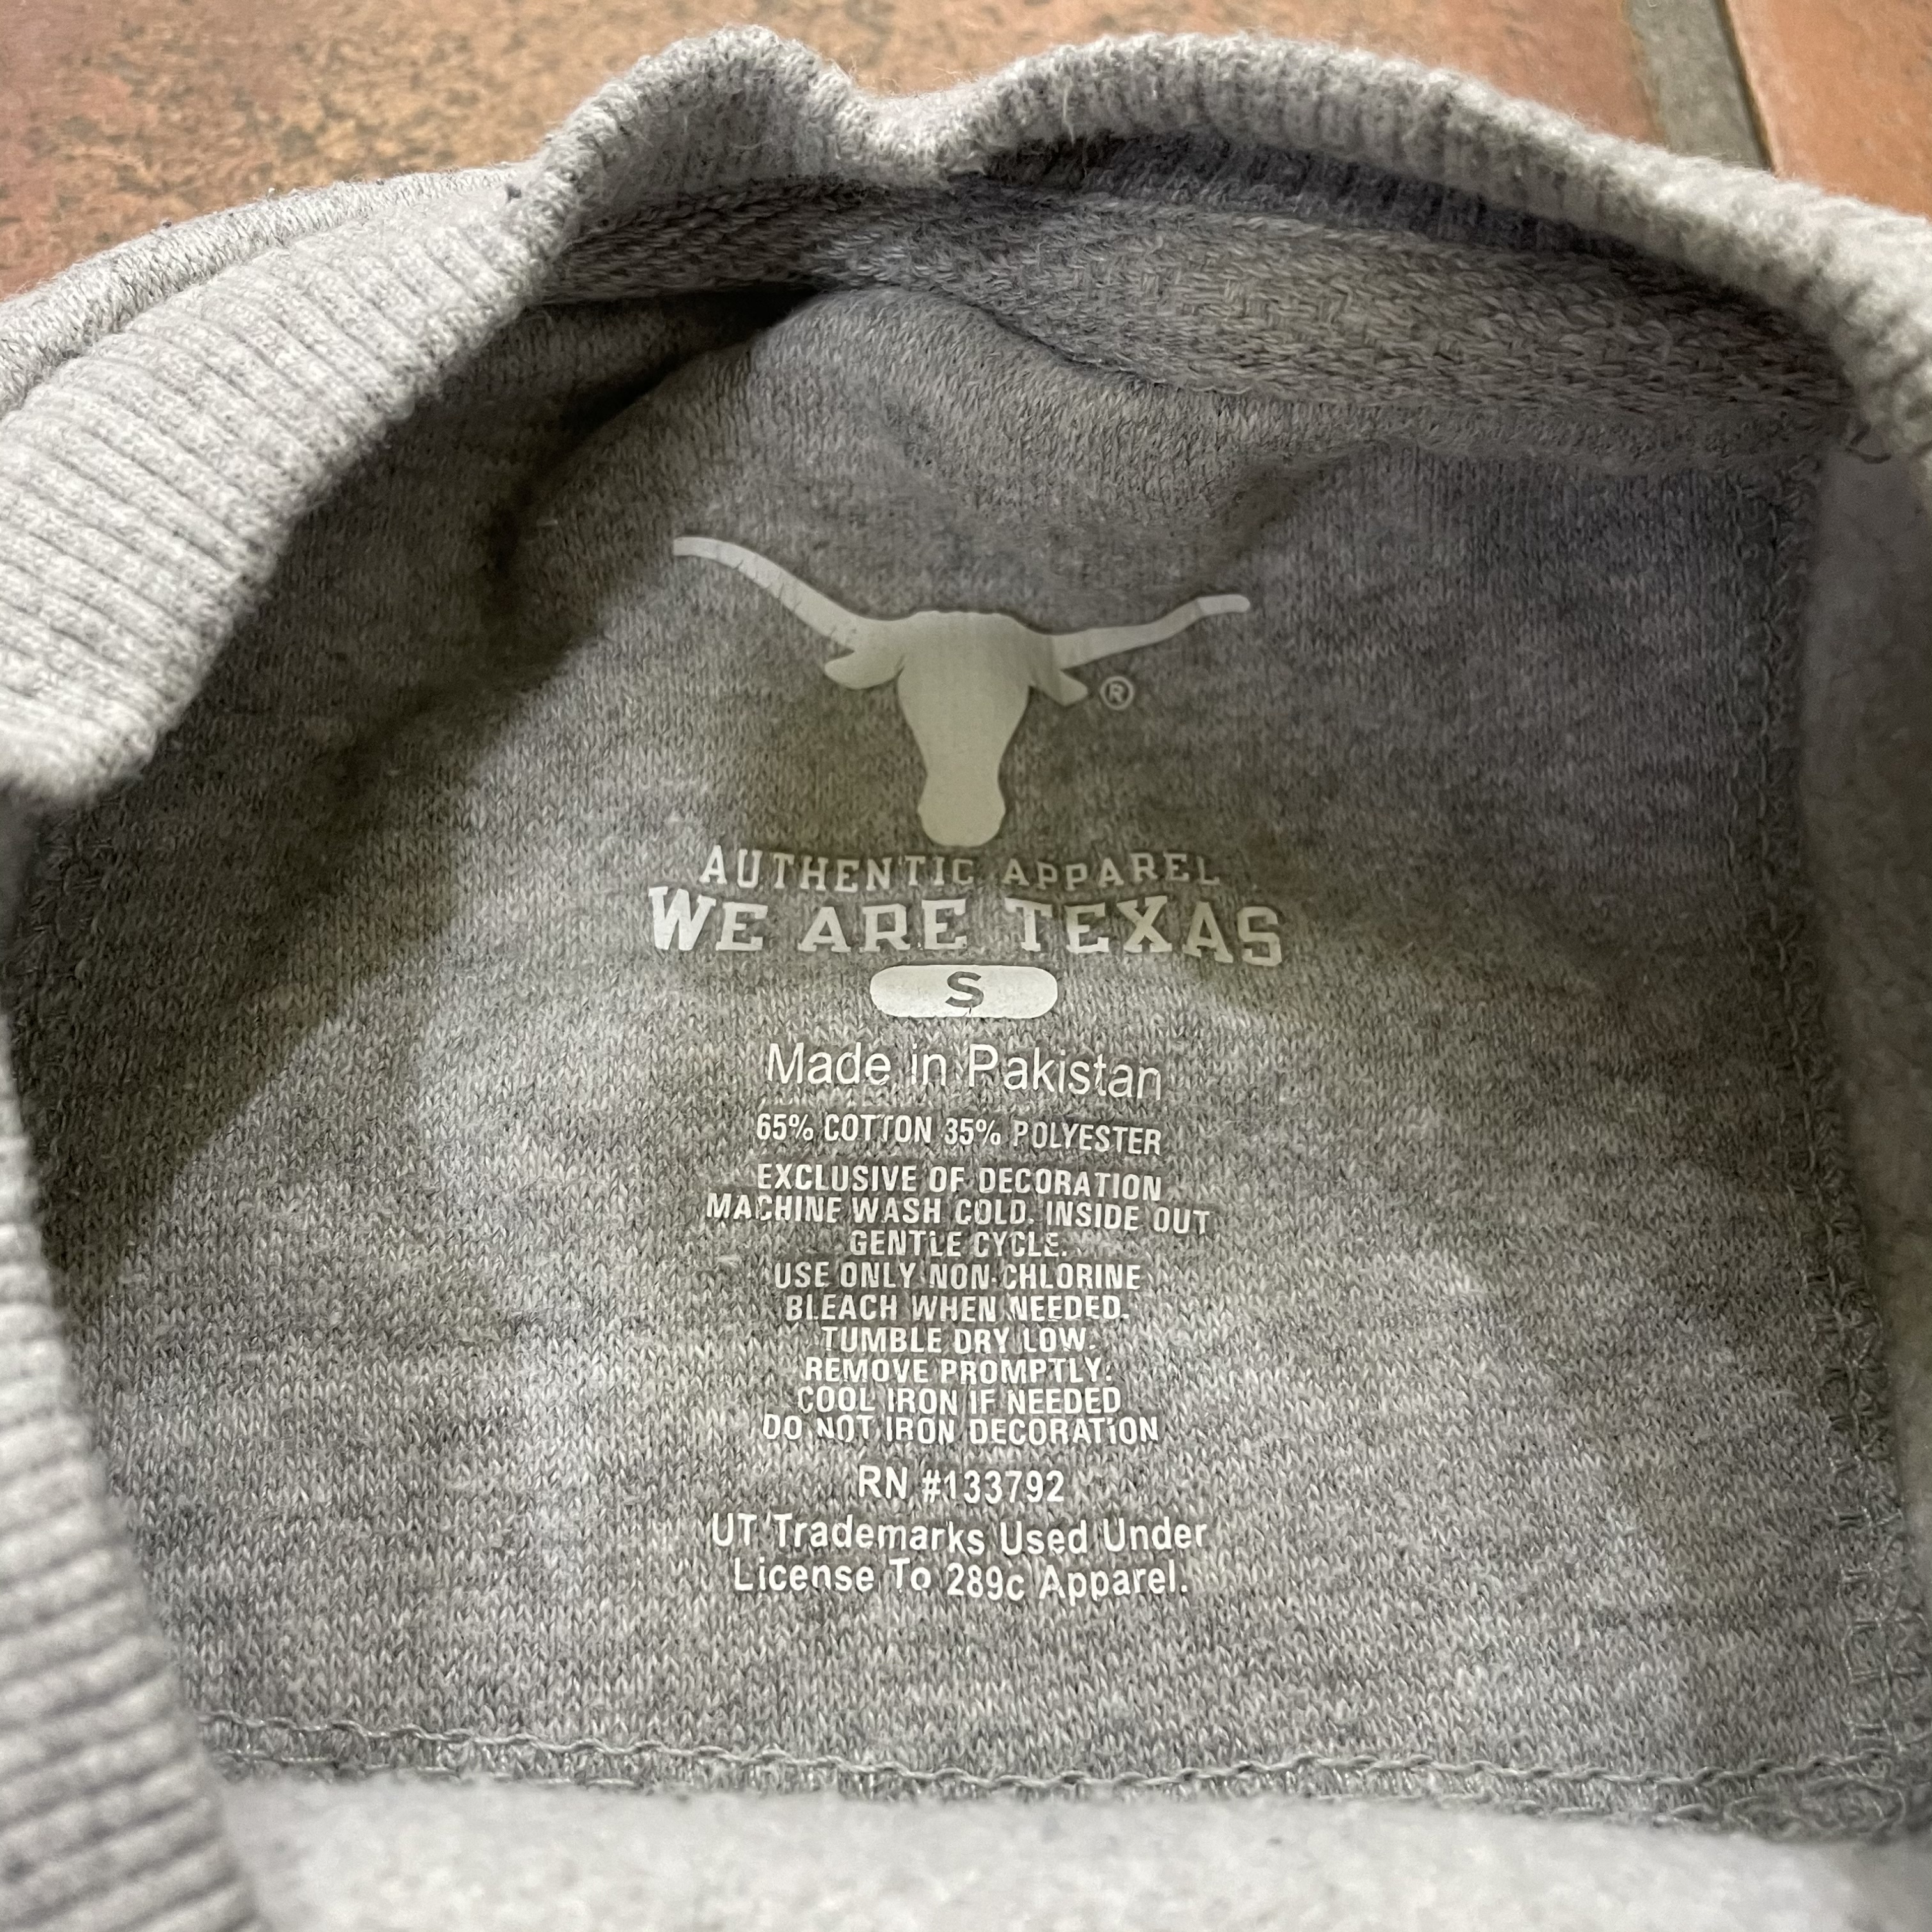 ®
AUTHENTIC APPAREL
WE ARE TEXAS
S
Made in Pakistan
65% COTTON 35% POLYESTER
EXCLUSIVE OF DECORATION
MACHINE WASH COLD. INSIDE OUT
GENTLE CYCLE.
USE ONLY NON-CHLORINE
BLEACH WHEN NEEDED.
TUMBLE DRY LOW.
REMOVE PROMPTLY.
COOL IRON IF NEEDED
DO NOT IRON DECORATION
RN #133792
UT Trademarks Used Under
License To 289c Apparel.